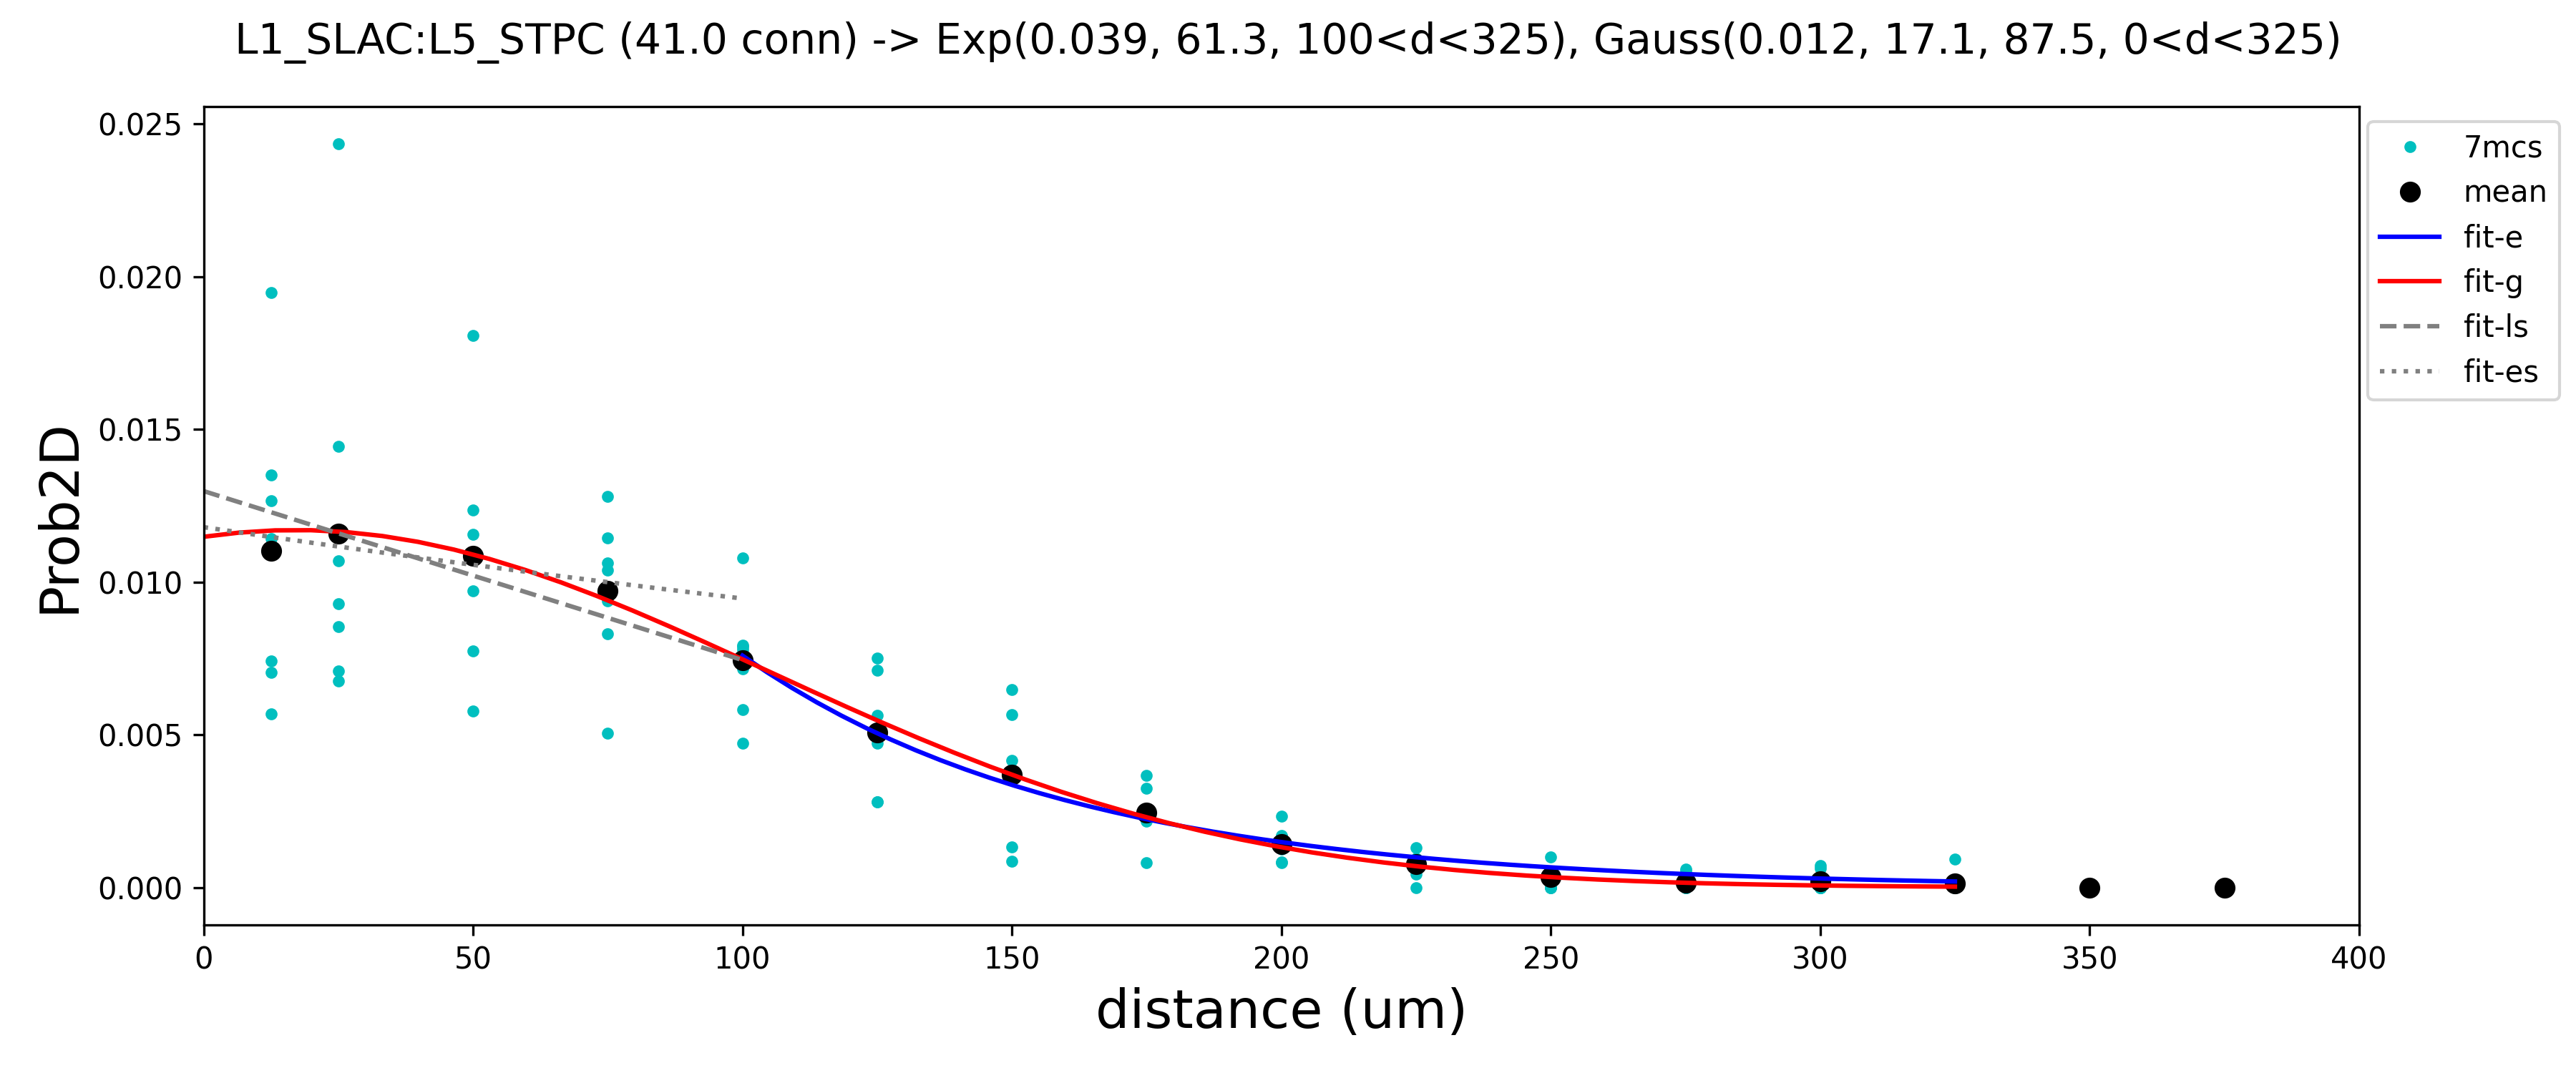 L1_SLAC:L5_STPC (41.0 conn) -> Exp(0.039, 61.3, 100<d<325), Gauss(0.012, 17.1, 87.5, 0<d<325)
0.025
0.020
0.015
0.010
0.005
0.000
Prob2D
0 50 100 150 200 250 300 350 400
distance (um)
7mcs
mean
fit-e
fit-g
fit-ls
fit-es